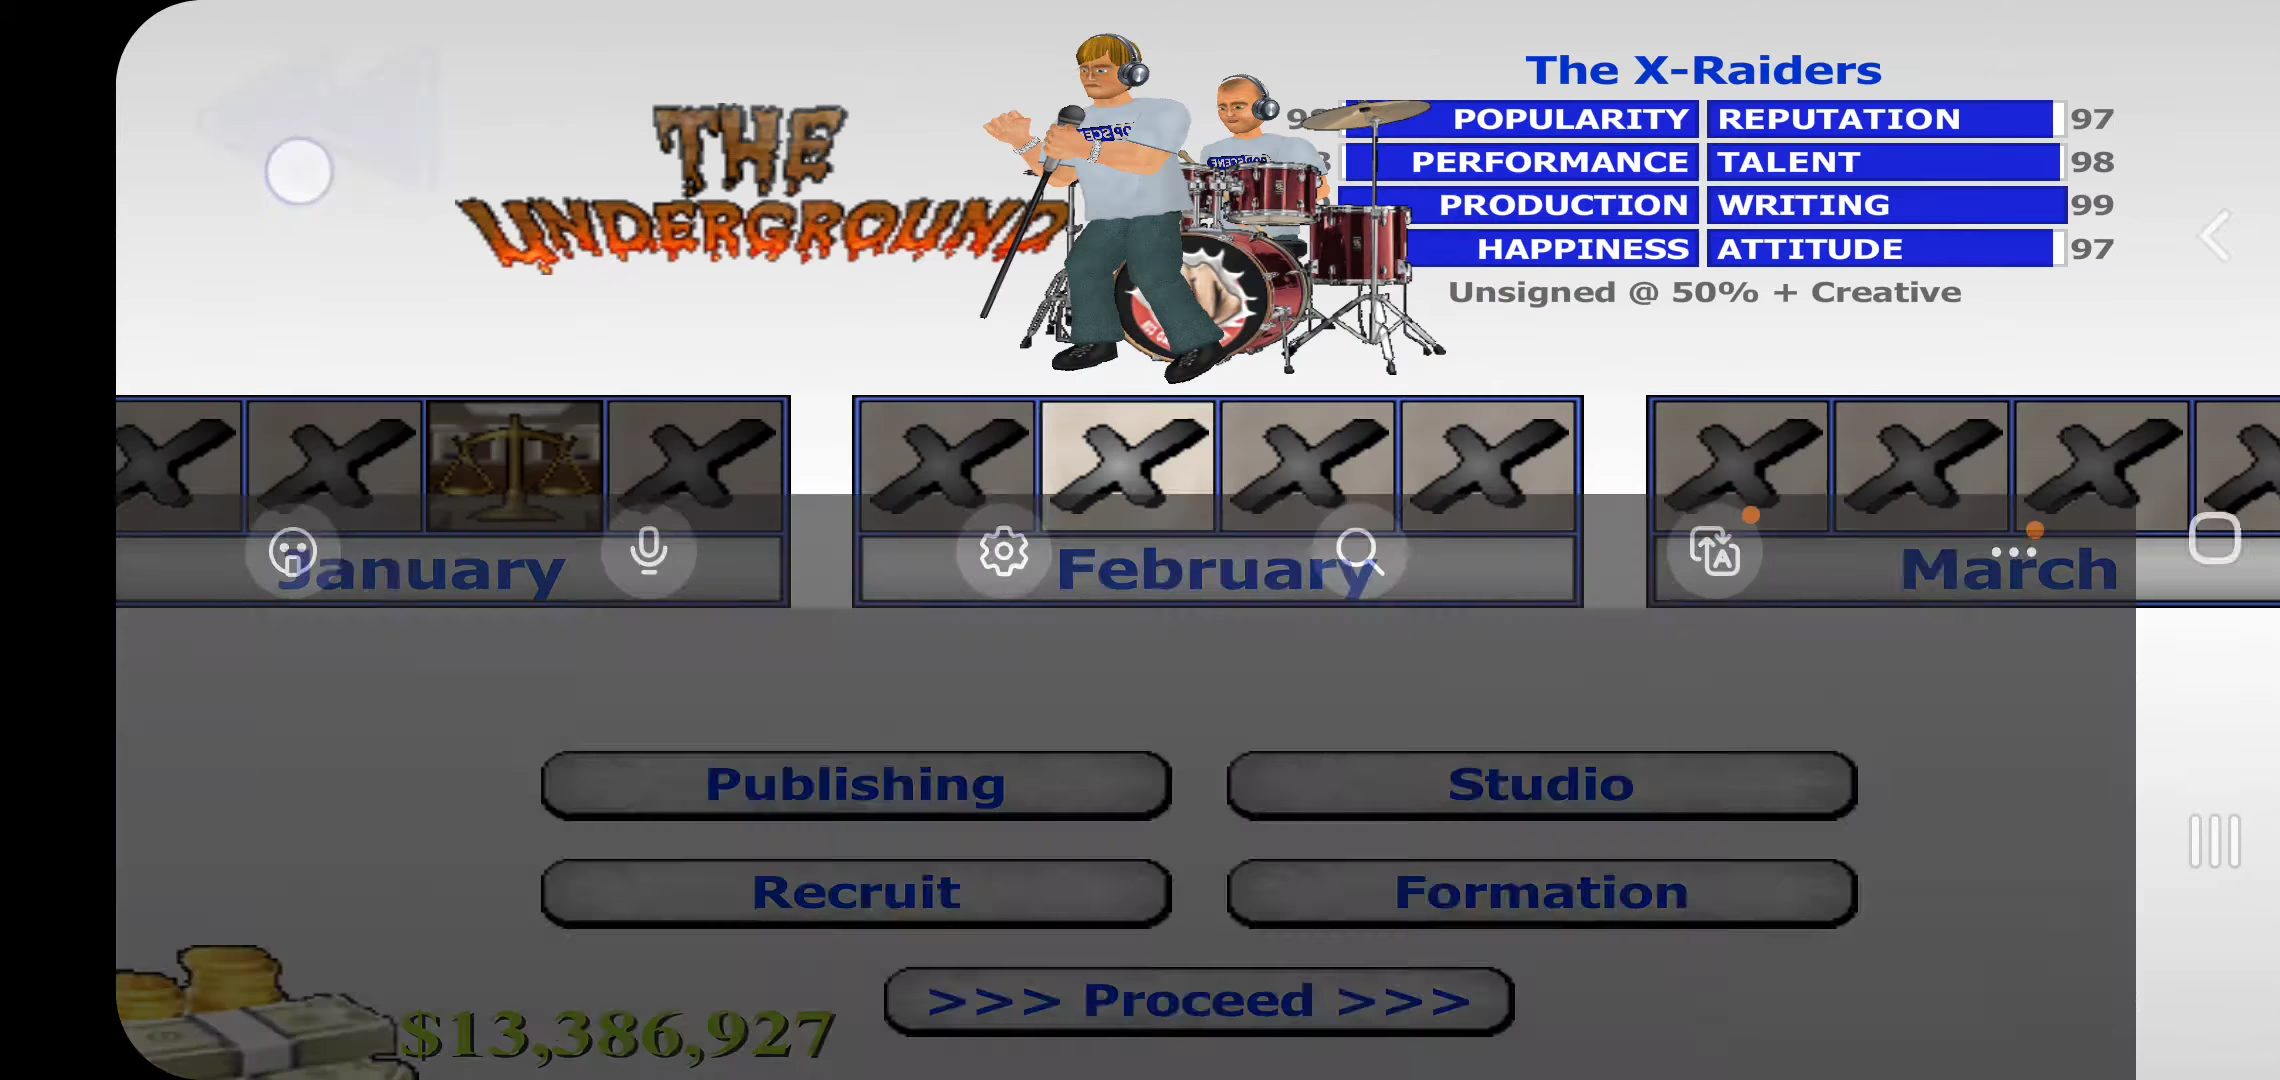 THE
UNDERGROUND
The X-Raiders
POPULARITY REPUTATION 97
PERFORMANCE TALENT 98
PRODUCTION WRITING 99
HAPPINESS ATTITUDE 97
Unsigned @ 50% + Creative
January February March
Publishing Studio
Recruit Formation
>>> Proceed >>>
$13,386,927